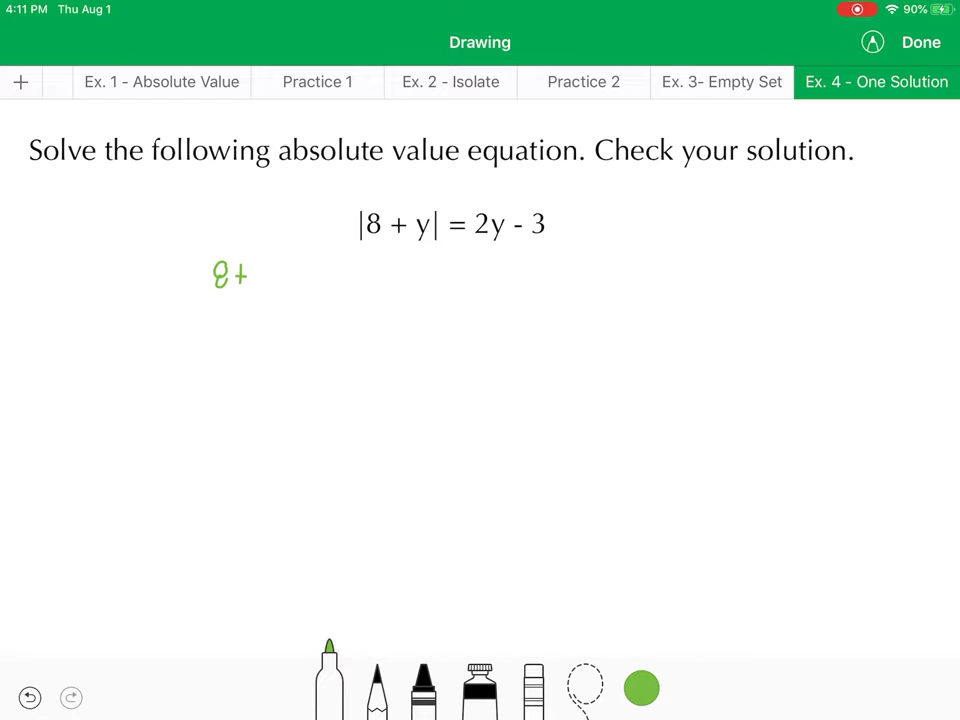 4:11 PM Thu Aug 1 90%
Drawing Done
+ Ex. 1 - Absolute Value Practice 1 Ex. 2 - Isolate Practice 2 Ex. 3- Empty Set Ex. 4 - One Solution
Solve the following absolute value equation. Check your solution.
|8 + y| = 2y - 3
8+